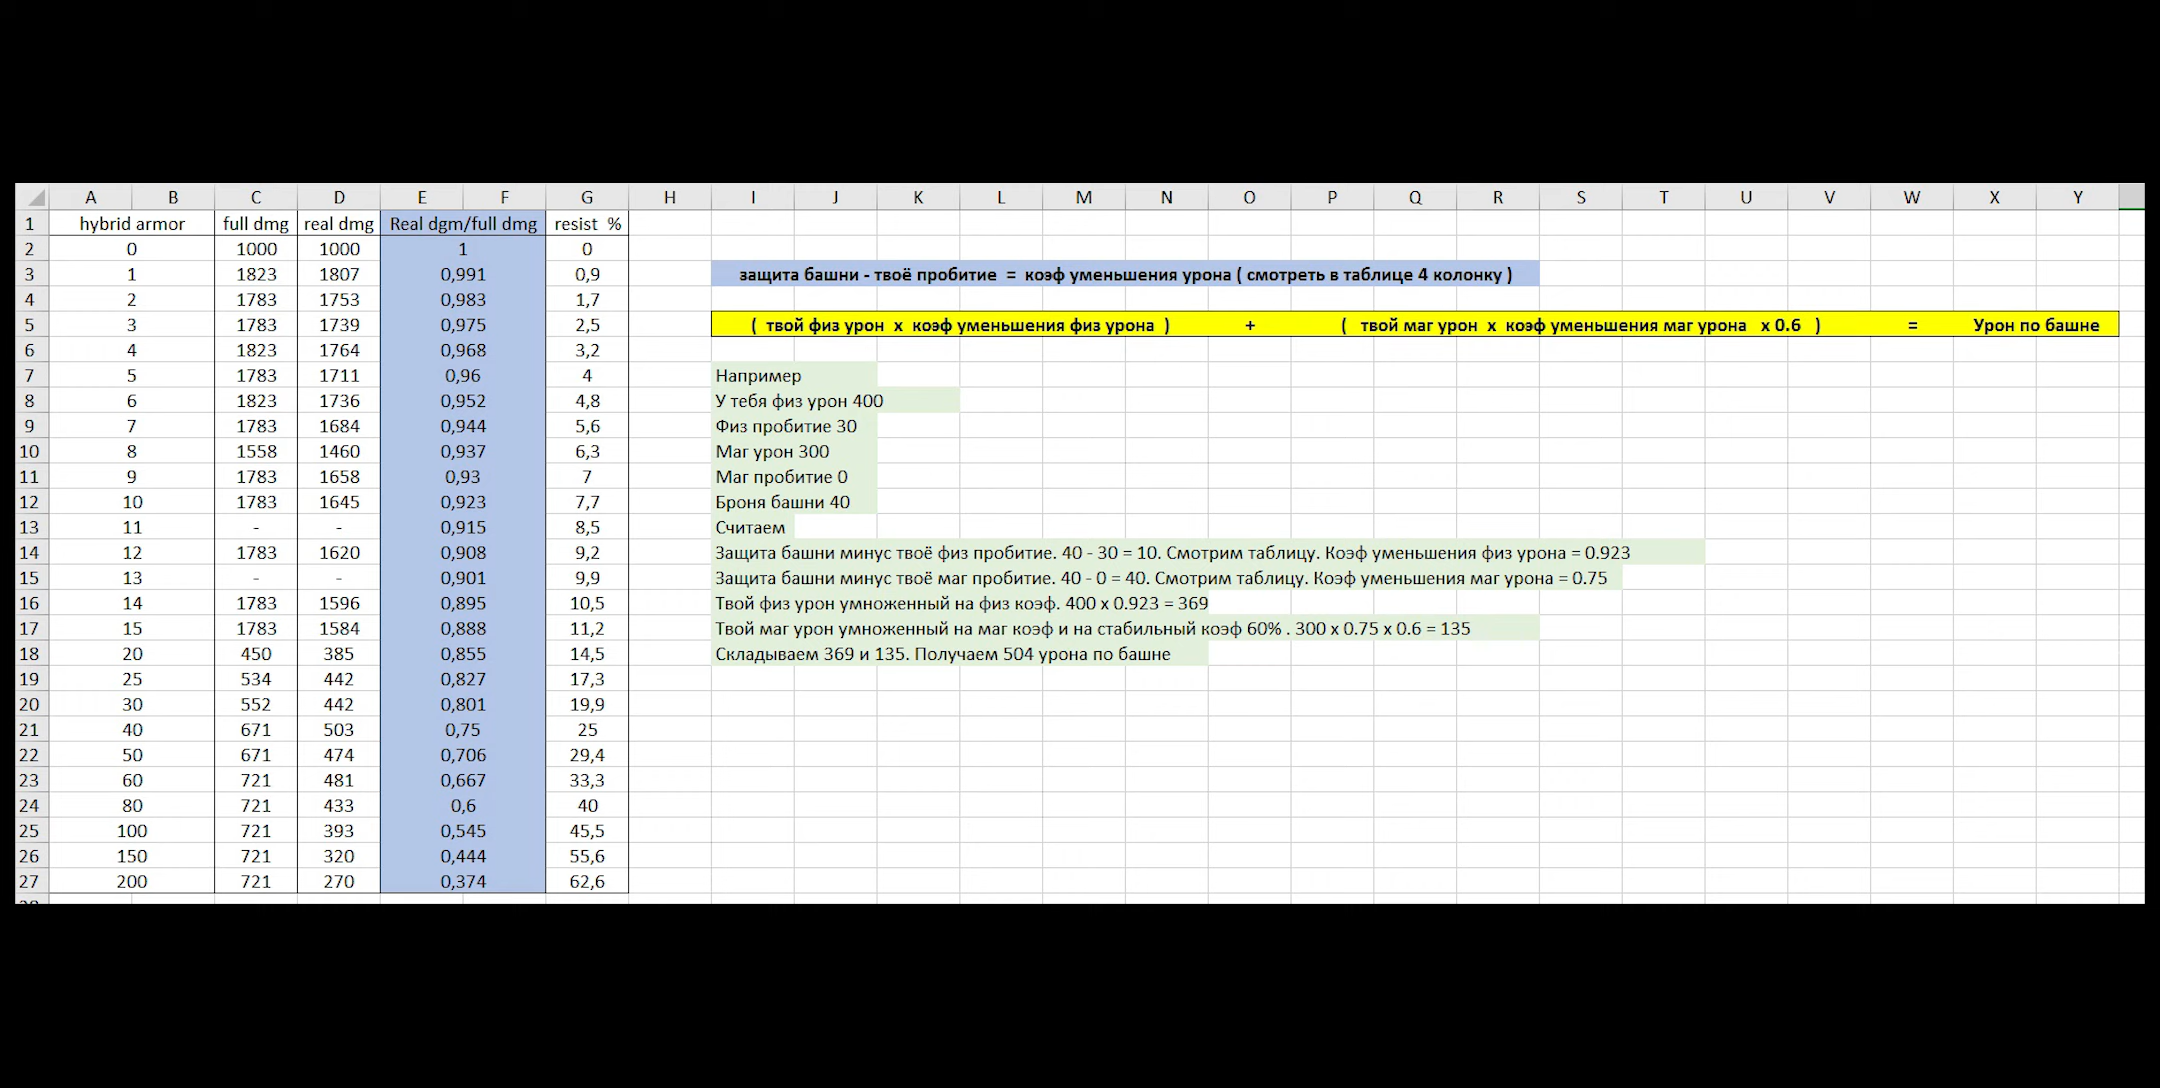 A B C D E F G H I J K L M N O P Q R S T U V W X Y
1 hybrid armor full dmg real dmg Real dgm/full dmg resist %
2 0 1000 1000 1 0
3 1 1823 1807 0,991 0,9 защита башни - твоё пробитие = коэф уменьшения урона ( смотреть в таблице 4 колонку )
4 2 1783 1753 0,983 1,7
5 3 1783 1739 0,975 2,5 ( твой физ урон x коэф уменьшения физ урона ) + ( твой маг урон x коэф уменьшения маг урона x 0.6 ) = Урон по башне
6 4 1823 1764 0,968 3,2
7 5 1783 1711 0,96 4 Например
8 6 1823 1736 0,952 4,8 У тебя физ урон 400
9 7 1783 1684 0,944 5,6 Физ пробитие 30
10 8 1558 1460 0,937 6,3 Маг урон 300
11 9 1783 1658 0,93 7 Маг пробитие 0
12 10 1783 1645 0,923 7,7 Броня башни 40
13 11 - - 0,915 8,5 Считаем
14 12 1783 1620 0,908 9,2 Защита башни минус твоё физ пробитие. 40 - 30 = 10. Смотрим таблицу. Коэф уменьшения физ урона = 0.923
15 13 - - 0,901 9,9 Защита башни минус твоё маг пробитие. 40 - 0 = 40. Смотрим таблицу. Коэф уменьшения маг урона = 0.75
16 14 1783 1596 0,895 10,5 Твой физ урон умноженный на физ коэф. 400 x 0.923 = 369
17 15 1783 1584 0,888 11,2 Твой маг урон умноженный на маг коэф и на стабильный коэф 60% . 300 x 0.75 x 0.6 = 135
18 20 450 385 0,855 14,5 Складываем 369 и 135. Получаем 504 урона по башне
19 25 534 442 0,827 17,3
20 30 552 442 0,801 19,9
21 40 671 503 0,75 25
22 50 671 474 0,706 29,4
23 60 721 481 0,667 33,3
24 80 721 433 0,6 40
25 100 721 393 0,545 45,5
26 150 721 320 0,444 55,6
27 200 721 270 0,374 62,6